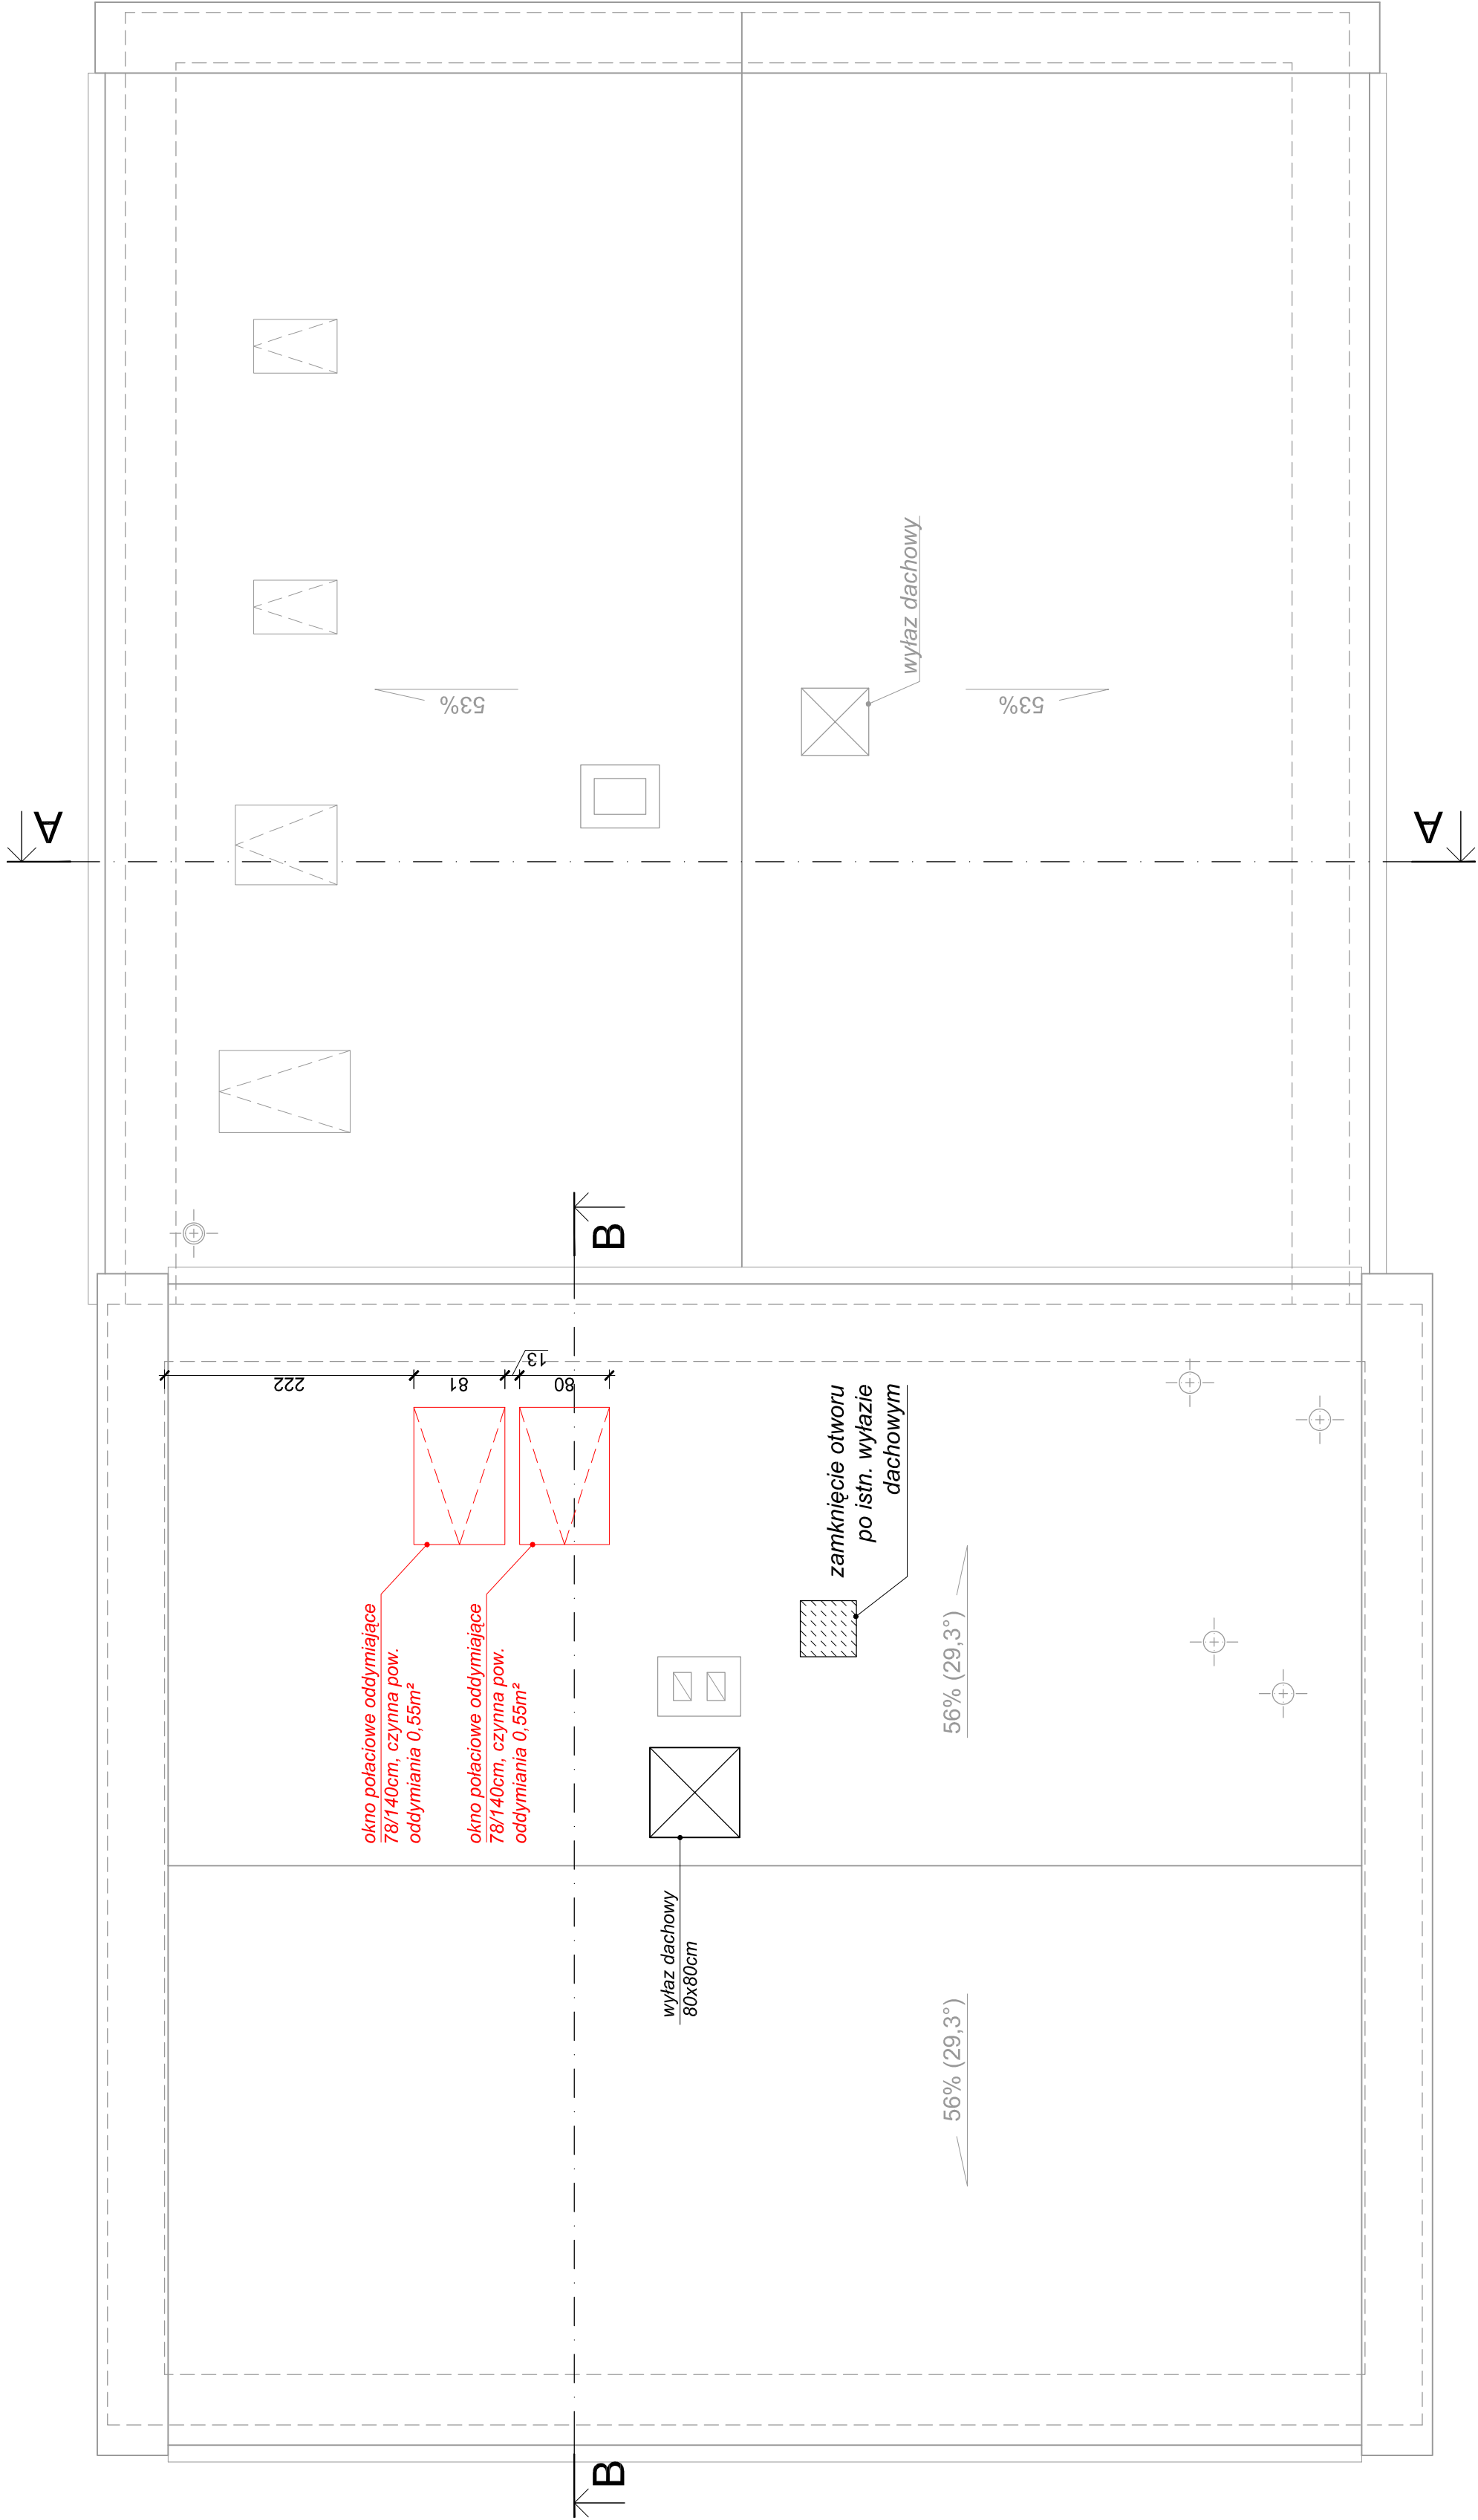 wyłaz dachowy
53%
53%
A
A
B
13
222
81
80
zamknięcie otworu
po istn. wyłazie
dachowym
okno połaciowe oddymiające
78/140cm, czynna pow.
oddymiania 0,55m²
okno połaciowe oddymiające
78/140cm, czynna pow.
oddymiania 0,55m²
56% (29,3°)
wyłaz dachowy
80x80cm
56% (29,3°)
B